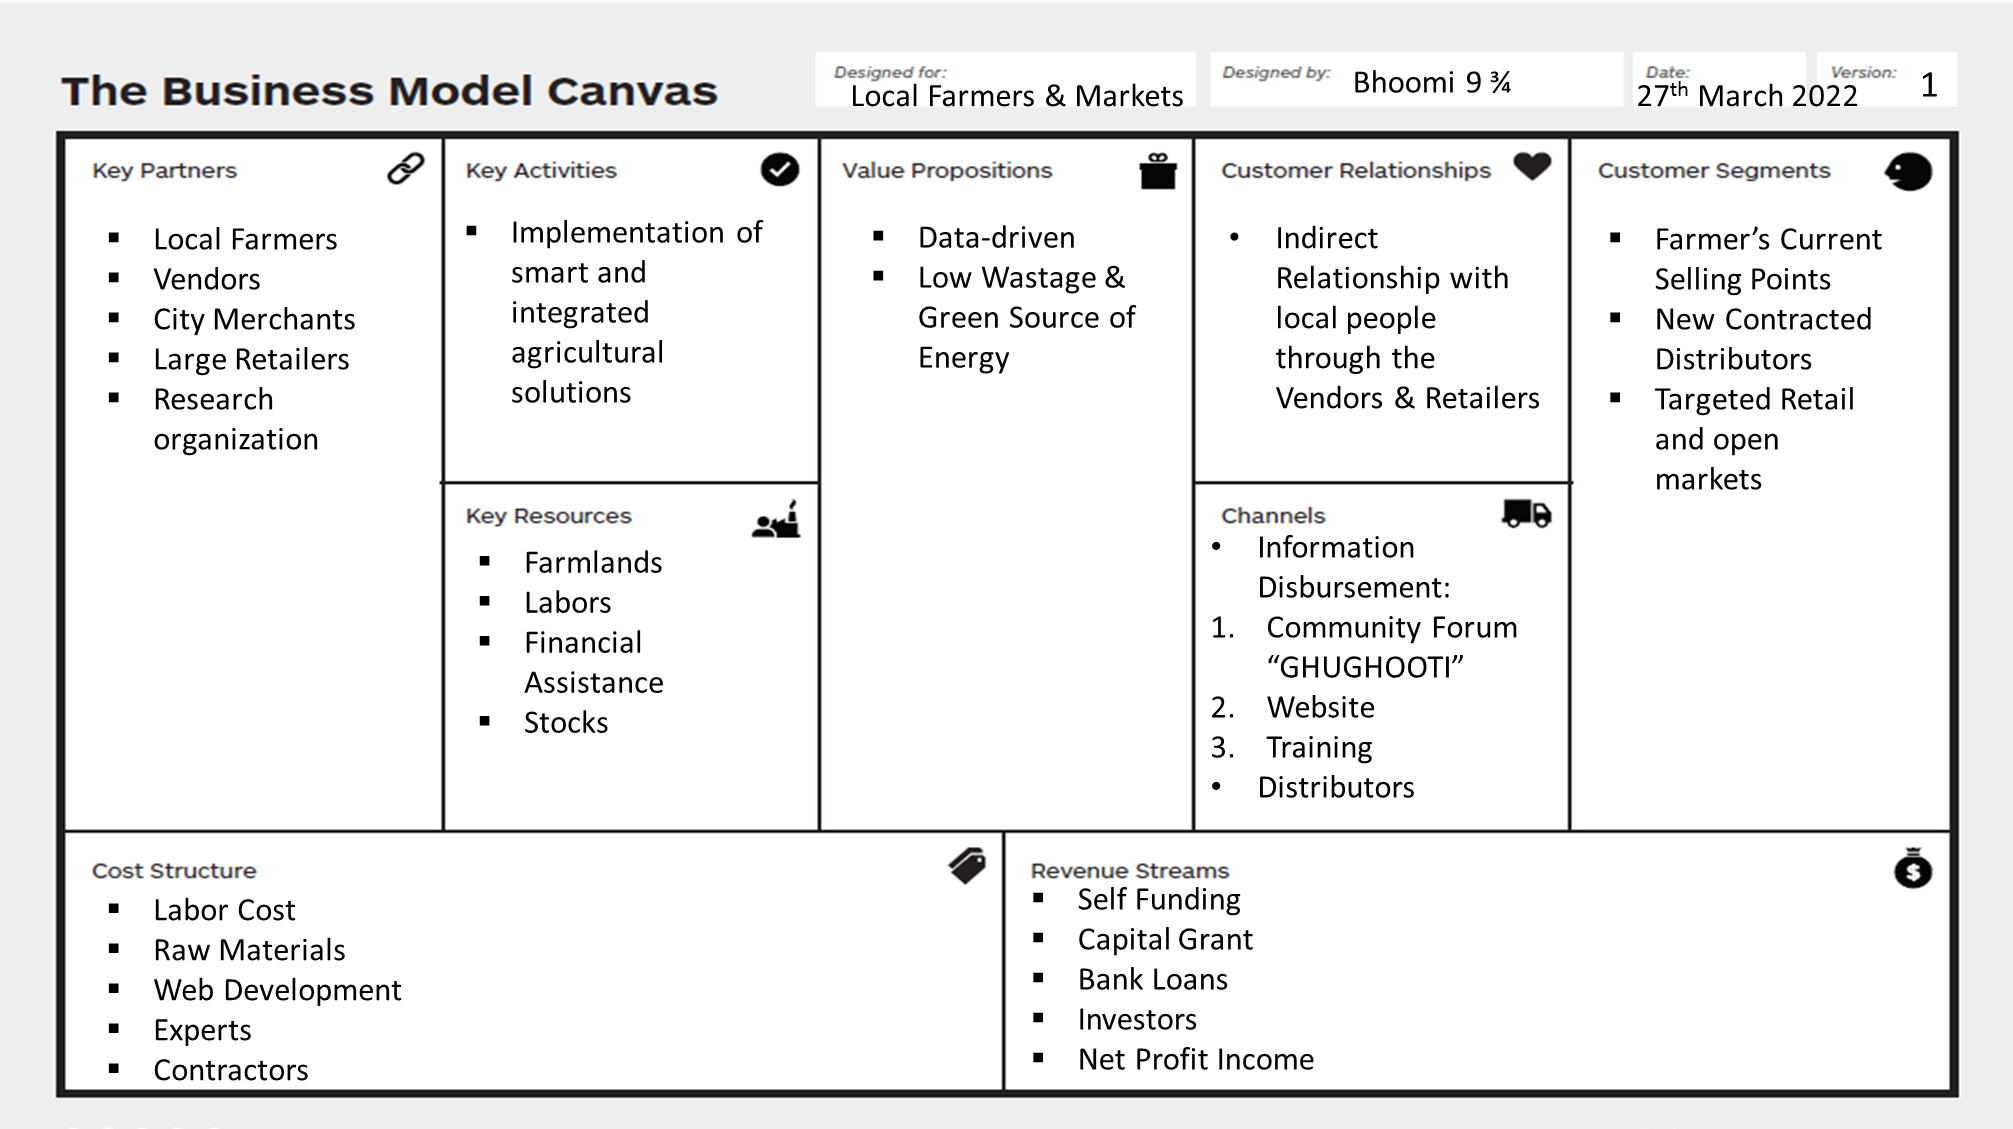 The Business Model Canvas
Designed for:
Local Farmers & Markets
Designed by:
Bhoomi 9 ¾
Date:
27th March 2022
Version:
1
Key Partners
Local Farmers
Vendors
City Merchants
Large Retailers
Research
organization
Key Activities
Implementation of
smart and
integrated
agricultural
solutions
Key Resources
Farmlands
Labors
Financial
Assistance
Stocks
Value Propositions
Data-driven
Low Wastage &
Green Source of
Energy
Customer Relationships
Indirect
Relationship with
local people
through the
Vendors & Retailers
Channels
Information
Disbursement:
1. Community Forum
“GHUGHOOTI”
2. Website
3. Training
Distributors
Customer Segments
Farmer’s Current
Selling Points
New Contracted
Distributors
Targeted Retail
and open
markets
Cost Structure
Labor Cost
Raw Materials
Web Development
Experts
Contractors
Revenue Streams
Self Funding
Capital Grant
Bank Loans
Investors
Net Profit Income